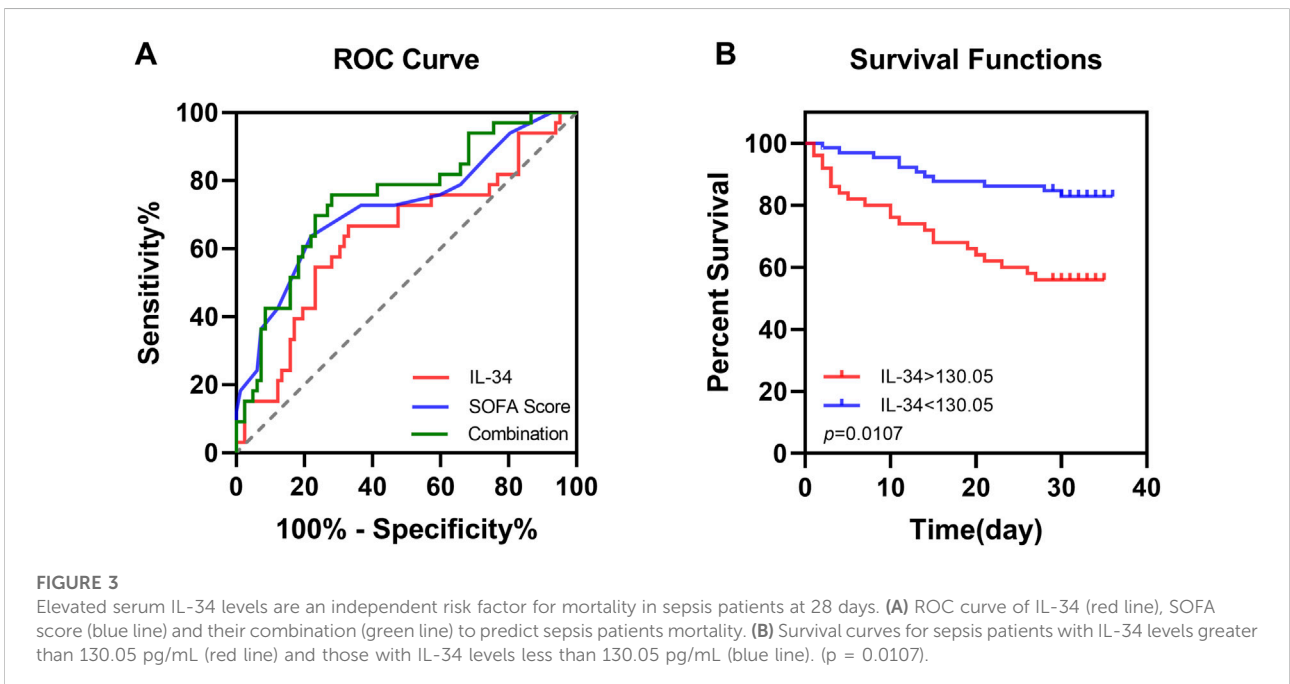 A
ROC Curve
100
80
60
40
20
0
Sensitivity%
0 20 40 60 80 100
100% - Specificity%
IL-34
SOFA Score
Combination
B
Survival Functions
100
80
60
40
20
0
Percent Survival
0 10 20 30 40
Time(day)
IL-34>130.05
IL-34<130.05
p=0.0107
FIGURE 3
Elevated serum IL-34 levels are an independent risk factor for mortality in sepsis patients at 28 days. (A) ROC curve of IL-34 (red line), SOFA
score (blue line) and their combination (green line) to predict sepsis patients mortality. (B) Survival curves for sepsis patients with IL-34 levels greater
than 130.05 pg/mL (red line) and those with IL-34 levels less than 130.05 pg/mL (blue line). (p = 0.0107).